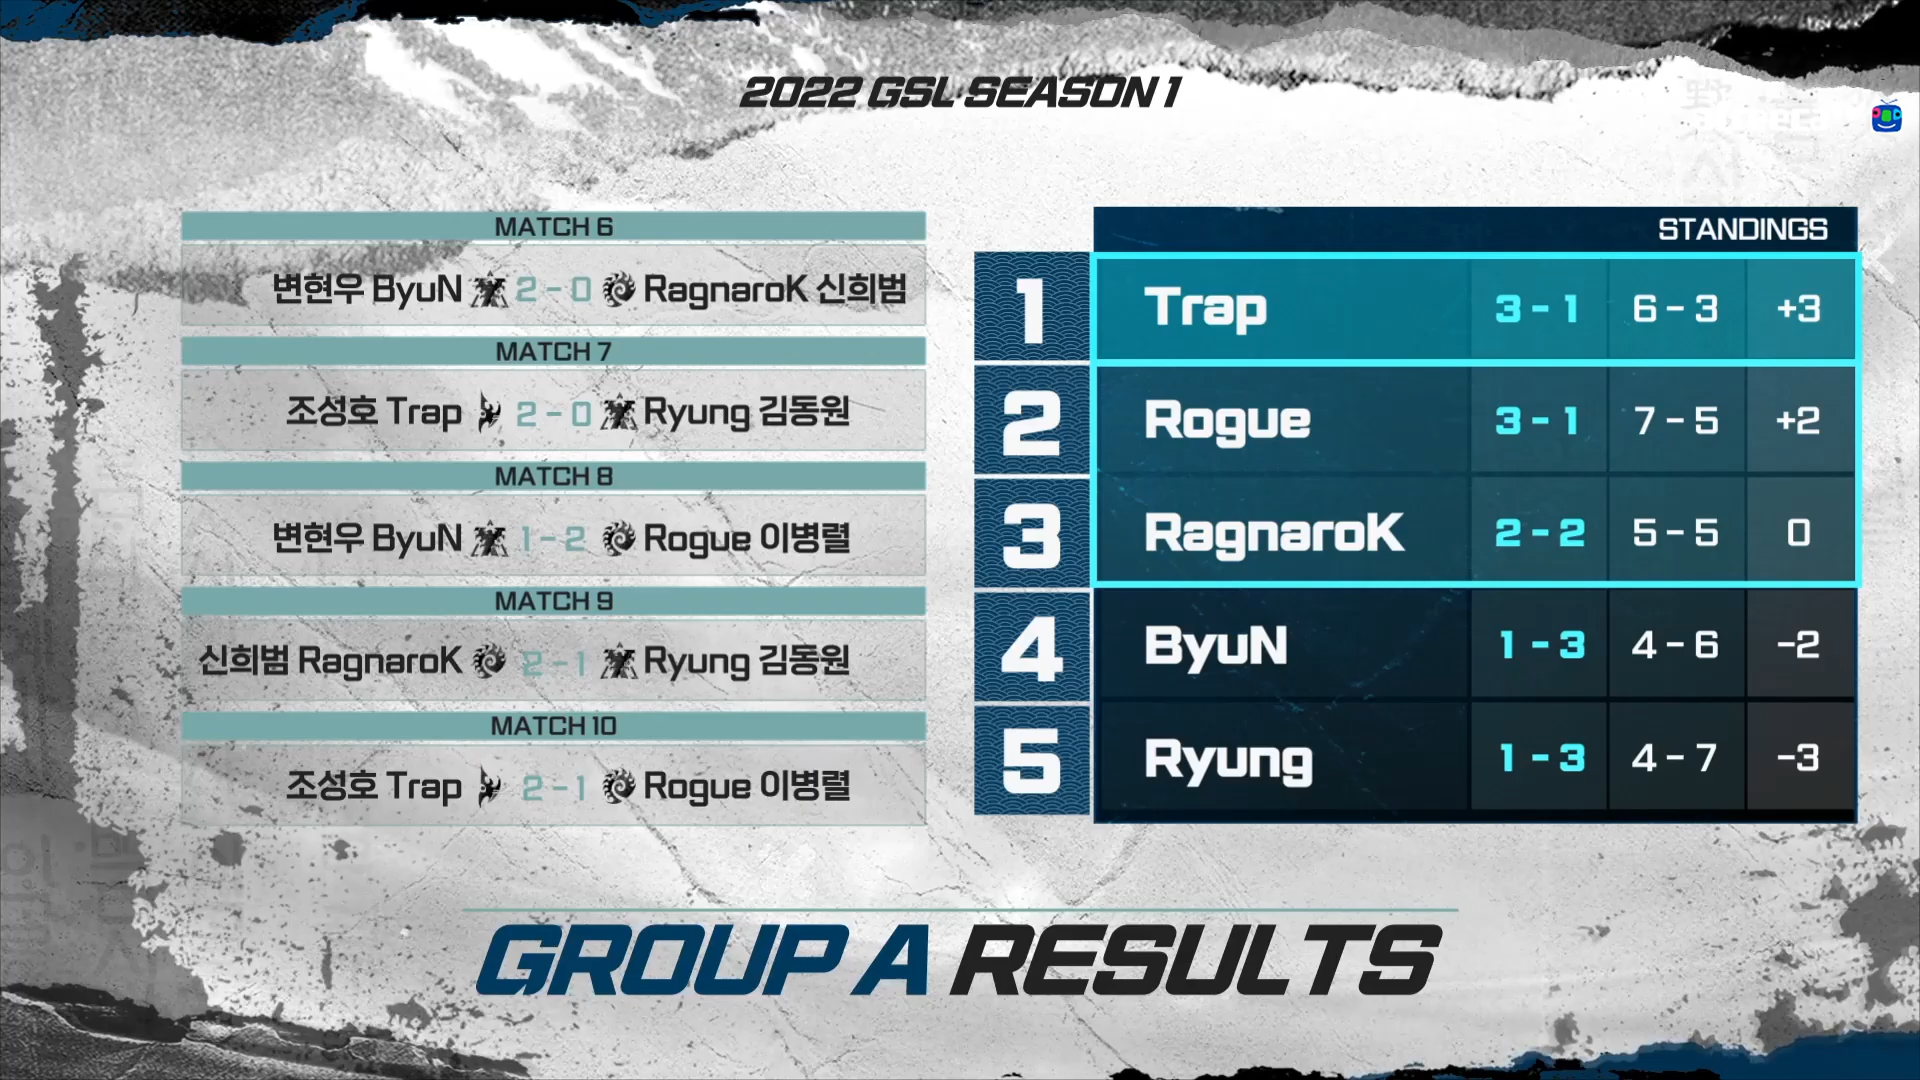 2022 GSL SEASON 1
MATCH 6
변현우 ByuN 2 - 0 RagnaroK 신희범
MATCH 7
조성호 Trap 2 - 0 Ryung 김동원
MATCH 8
변현우 ByuN 1 - 2 Rogue 이병렬
MATCH 9
신희범 RagnaroK 2 - 1 Ryung 김동원
MATCH 10
조성호 Trap 2 - 1 Rogue 이병렬
STANDINGS
1 Trap 3 - 1 6 - 3 +3
2 Rogue 3 - 1 7 - 5 +2
3 RagnaroK 2 - 2 5 - 5 0
4 ByuN 1 - 3 4 - 6 -2
5 Ryung 1 - 3 4 - 7 -3
GROUP A RESULTS